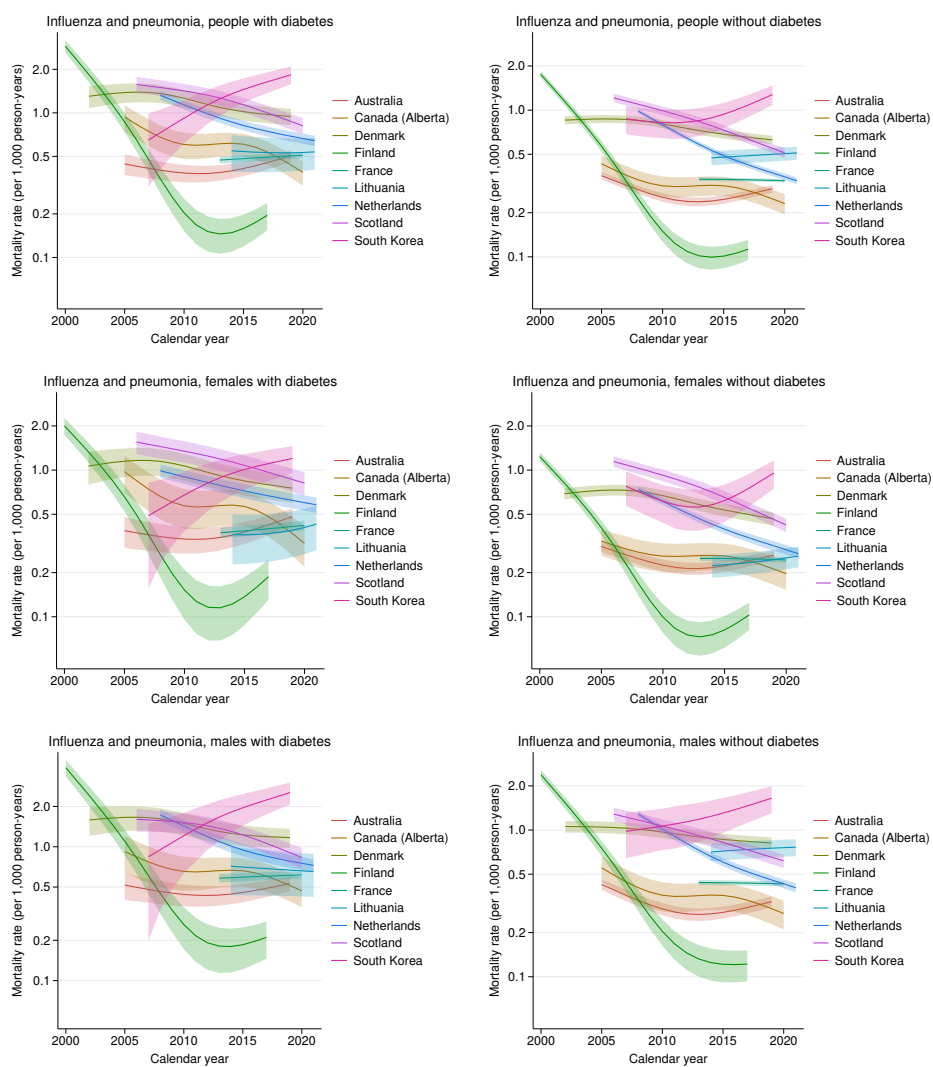 Influenza and pneumonia, people with diabetes
Mortality rate (per 1,000 person-years)
2.0
1.0
0.5
0.2
0.1
2000 2005 2010 2015 2020
Calendar year
Australia
Canada (Alberta)
Denmark
Finland
France
Lithuania
Netherlands
Scotland
South Korea
Influenza and pneumonia, people without diabetes
Mortality rate (per 1,000 person-years)
2.0
1.0
0.5
0.2
0.1
2000 2005 2010 2015 2020
Calendar year
Australia
Canada (Alberta)
Denmark
Finland
France
Lithuania
Netherlands
Scotland
South Korea
Influenza and pneumonia, females with diabetes
Mortality rate (per 1,000 person-years)
2.0
1.0
0.5
0.2
0.1
2000 2005 2010 2015 2020
Calendar year
Australia
Canada (Alberta)
Denmark
Finland
France
Lithuania
Netherlands
Scotland
South Korea
Influenza and pneumonia, females without diabetes
Mortality rate (per 1,000 person-years)
2.0
1.0
0.5
0.2
0.1
2000 2005 2010 2015 2020
Calendar year
Australia
Canada (Alberta)
Denmark
Finland
France
Lithuania
Netherlands
Scotland
South Korea
Influenza and pneumonia, males with diabetes
Mortality rate (per 1,000 person-years)
2.0
1.0
0.5
0.2
0.1
2000 2005 2010 2015 2020
Calendar year
Australia
Canada (Alberta)
Denmark
Finland
France
Lithuania
Netherlands
Scotland
South Korea
Influenza and pneumonia, males without diabetes
Mortality rate (per 1,000 person-years)
2.0
1.0
0.5
0.2
0.1
2000 2005 2010 2015 2020
Calendar year
Australia
Canada (Alberta)
Denmark
Finland
France
Lithuania
Netherlands
Scotland
South Korea